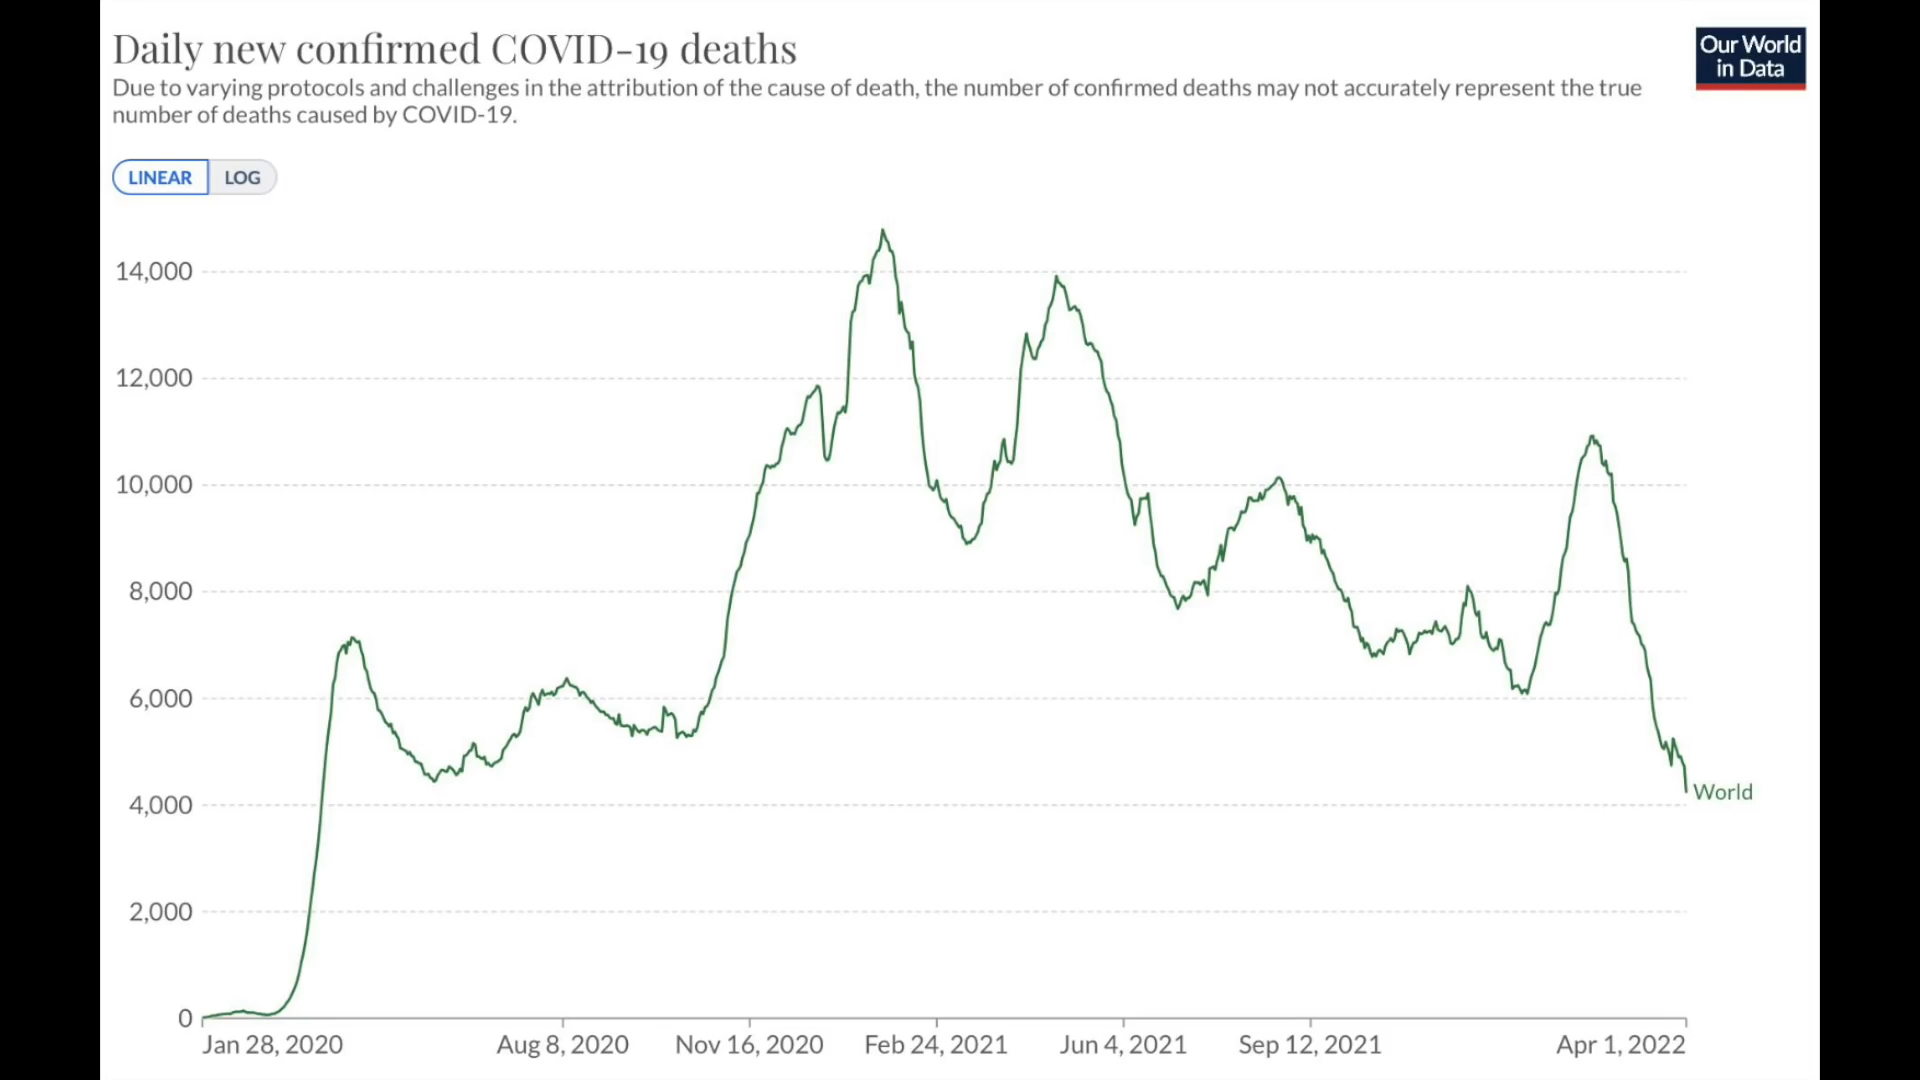 Daily new confirmed COVID-19 deaths
Our World
in Data
Due to varying protocols and challenges in the attribution of the cause of death, the number of confirmed deaths may not accurately represent the true
number of deaths caused by COVID-19.
LINEAR LOG
14,000
12,000
10,000
8,000
6,000
4,000
World
2,000
0
Jan 28, 2020 Aug 8, 2020 Nov 16, 2020 Feb 24, 2021 Jun 4, 2021 Sep 12, 2021 Apr 1, 2022